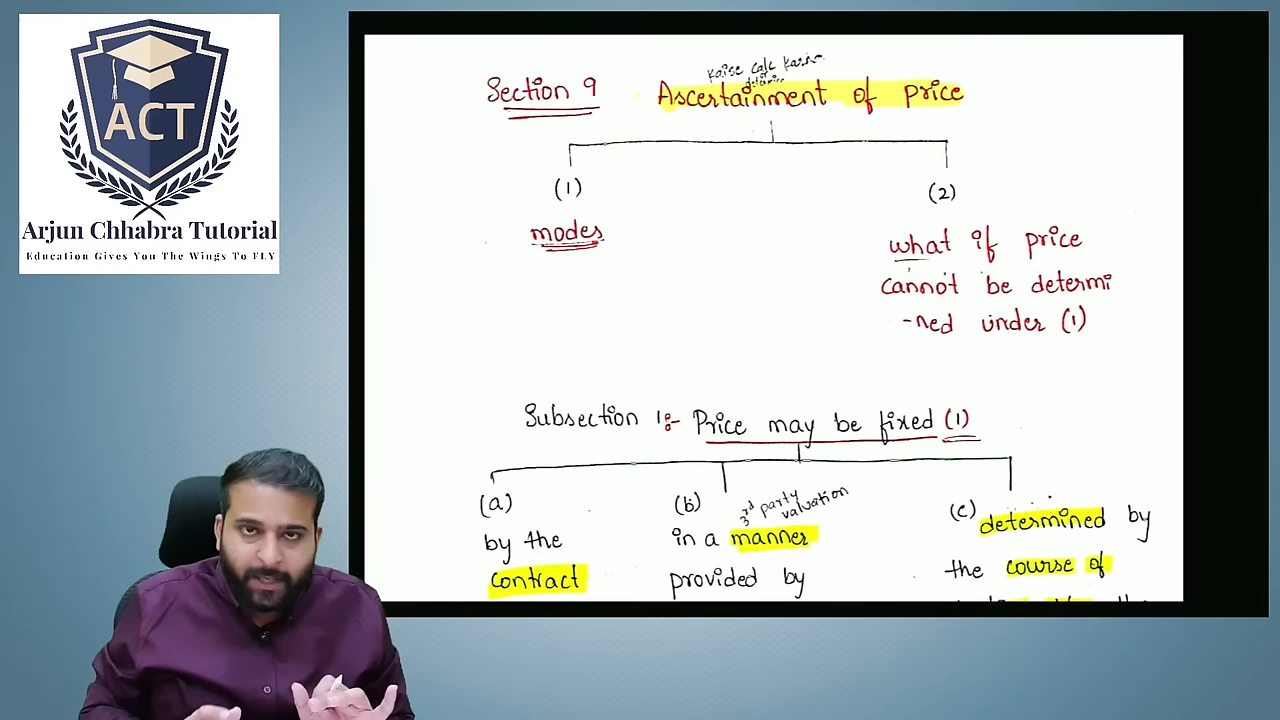 ACT
Arjun Chhabra Tutorial
Education Gives You The Wings To FLY
Kaise calc karna
Section 9 Ascertainment of price
(1)
modes
(2)
what if price
cannot be determi
-ned under (1)
Subsection 1:- Price may be fixed (1)
(a)
by the
contract
(b) 3rd party valuation
in a manner
provided by
(c) determined by
the course of